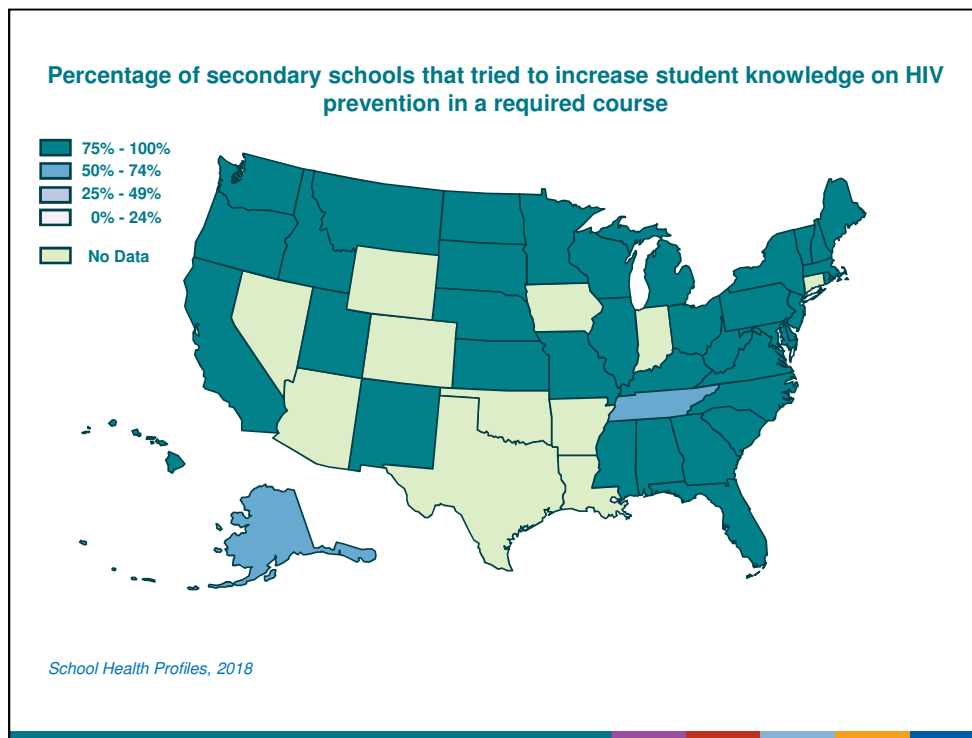 Percentage of secondary schools that tried to increase student knowledge on HIV
prevention in a required course
75% - 100%
50% - 74%
25% - 49%
0% - 24%
No Data
School Health Profiles, 2018